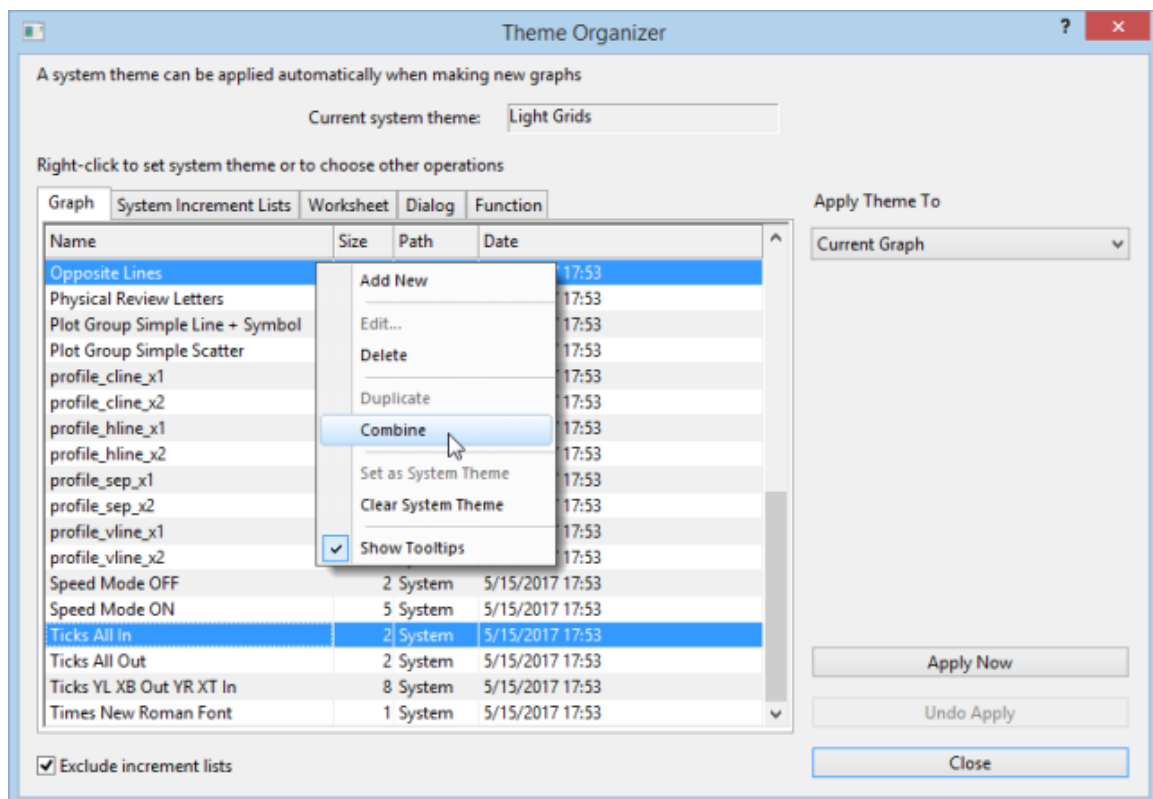 Theme Organizer
?
A system theme can be applied automatically when making new graphs
Current system theme: Light Grids
Right-click to set system theme or to choose other operations
Graph System Increment Lists Worksheet Dialog Function
Apply Theme To
Current Graph
Name Size Path Date
Opposite Lines 17:53
Physical Review Letters 17:53
Plot Group Simple Line + Symbol 17:53
Plot Group Simple Scatter 17:53
profile_cline_x1 17:53
profile_cline_x2 17:53
profile_hline_x1 17:53
profile_hline_x2 17:53
profile_sep_x1 17:53
profile_sep_x2 17:53
profile_vline_x1 17:53
profile_vline_x2 17:53
Speed Mode OFF 2 System 5/15/2017 17:53
Speed Mode ON 5 System 5/15/2017 17:53
Ticks All In 2 System 5/15/2017 17:53
Ticks All Out 2 System 5/15/2017 17:53
Ticks YL XB Out YR XT In 8 System 5/15/2017 17:53
Times New Roman Font 1 System 5/15/2017 17:53
Add New
Edit...
Delete
Duplicate
Combine
Set as System Theme
Clear System Theme
Show Tooltips
Apply Now
Undo Apply
Close
Exclude increment lists